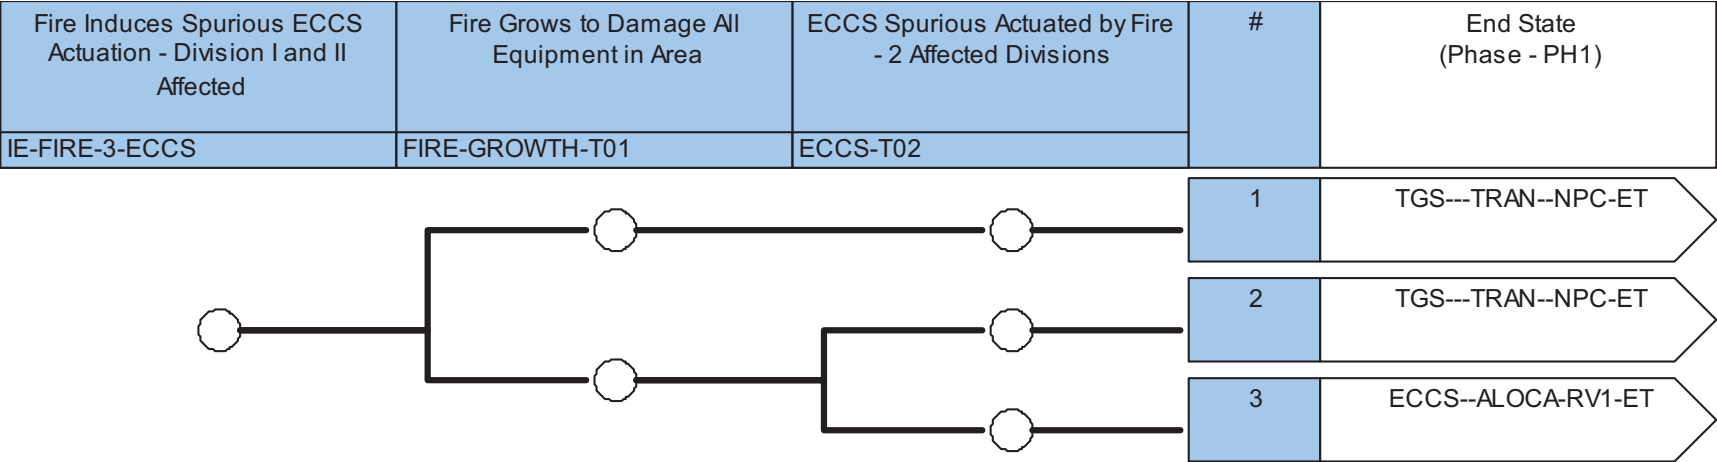 Fire Induces Spurious ECCS
Actuation - Division I and II
Affected
IE-FIRE-3-ECCS
Fire Grows to Damage All
Equipment in Area
FIRE-GROWTH-T01
ECCS Spurious Actuated by Fire
- 2 Affected Divisions
ECCS-T02
#
End State
(Phase - PH1)
1
TGS---TRAN--NPC-ET
2
TGS---TRAN--NPC-ET
3
ECCS--ALOCA-RV1-ET